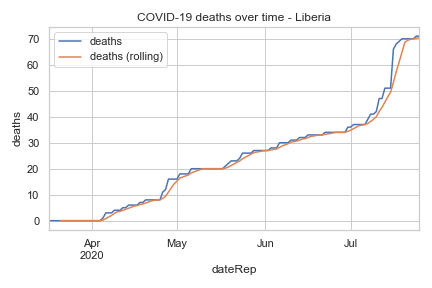 COVID-19 deaths over time - Liberia
deaths
deaths (rolling)
70
60
50
40
30
20
10
0
deaths
Apr
2020
May
Jun
Jul
dateRep